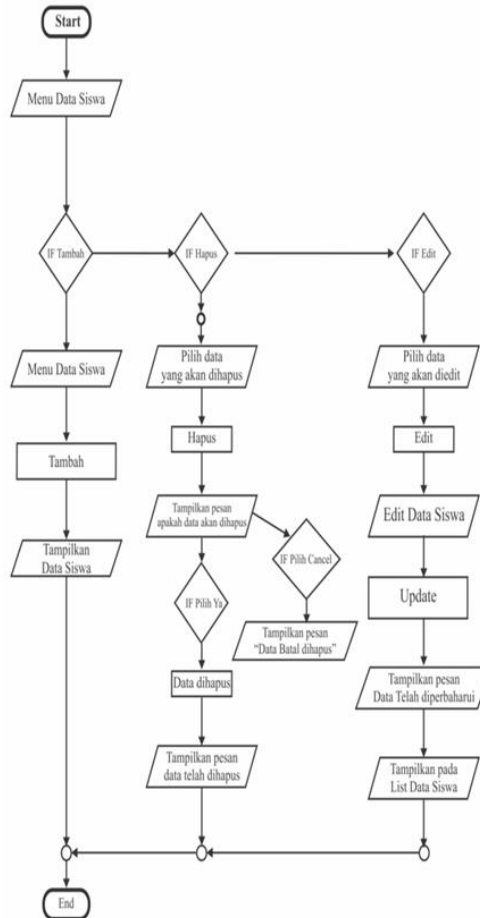 Start
Menu Data Siswa
IF Tambah
IF Hapus
IF Edit
Menu Data Siswa
Tambah
Tampilkan
Data Siswa
Pilih data
yang akan dihapus
Hapus
Tampilkan pesan
apakah data akan dihapus
IF Pilih Cancel
Tampilkan pesan
“Data Batal dihapus”
IF Pilih Ya
Data dihapus
Tampilkan pesan
data telah dihapus
Pilih data
yang akan diedit
Edit
Edit Data Siswa
Update
Tampilkan pesan
Data Telah diperbaharui
Tampilkan pada
List Data Siswa
End